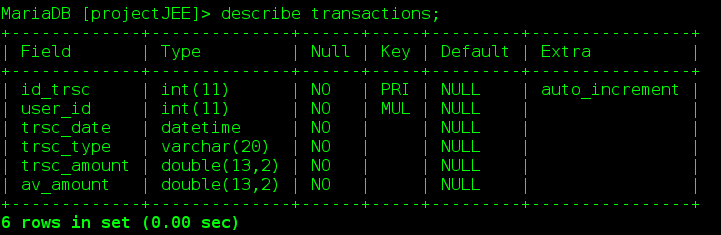 MariaDB [projectJEE]> describe transactions;
+-------------+--------------+------+-----+---------+----------------+
| Field       | Type         | Null | Key | Default | Extra          |
+-------------+--------------+------+-----+---------+----------------+
| id_trsc     | int(11)      | NO   | PRI | NULL    | auto_increment |
| user_id     | int(11)      | NO   | MUL | NULL    |                |
| trsc_date   | datetime     | NO   |     | NULL    |                |
| trsc_type   | varchar(20)  | NO   |     | NULL    |                |
| trsc_amount | double(13,2) | NO   |     | NULL    |                |
| av_amount   | double(13,2) | NO   |     | NULL    |                |
+-------------+--------------+------+-----+---------+----------------+
6 rows in set (0.00 sec)